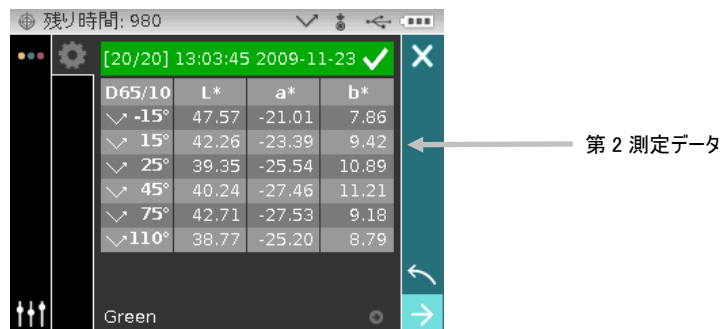 残り時間: 980
[20/20] 13:03:45 2009-11-23
D65/10 L* a* b*
-15° 47.57 -21.01 7.86
15° 42.26 -23.39 9.42
25° 39.35 -25.54 10.89
45° 40.24 -27.46 11.21
75° 42.71 -27.53 9.18
110° 38.77 -25.20 8.79
Green
第 2 測定データ